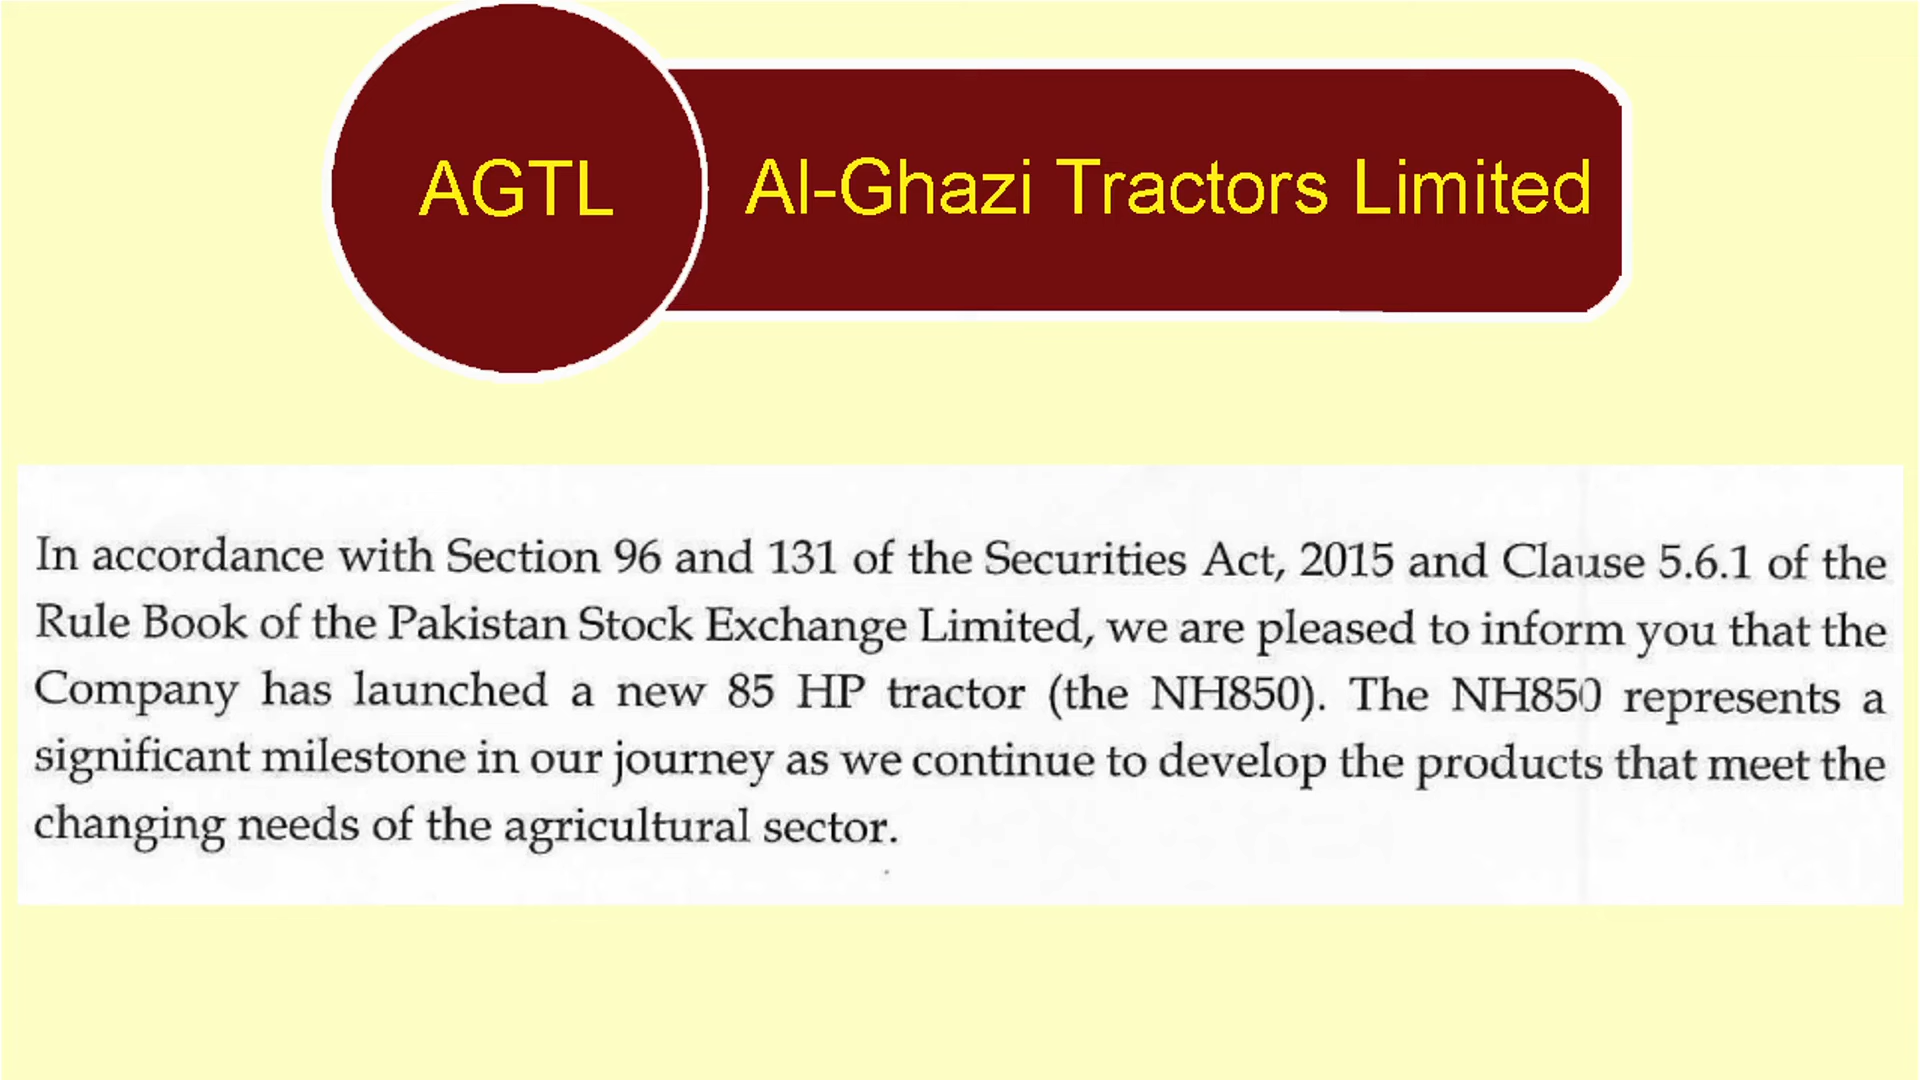 AGTL
Al-Ghazi Tractors Limited
In accordance with Section 96 and 131 of the Securities Act, 2015 and Clause 5.6.1 of the
Rule Book of the Pakistan Stock Exchange Limited, we are pleased to inform you that the
Company has launched a new 85 HP tractor (the NH850). The NH850 represents a
significant milestone in our journey as we continue to develop the products that meet the
changing needs of the agricultural sector.